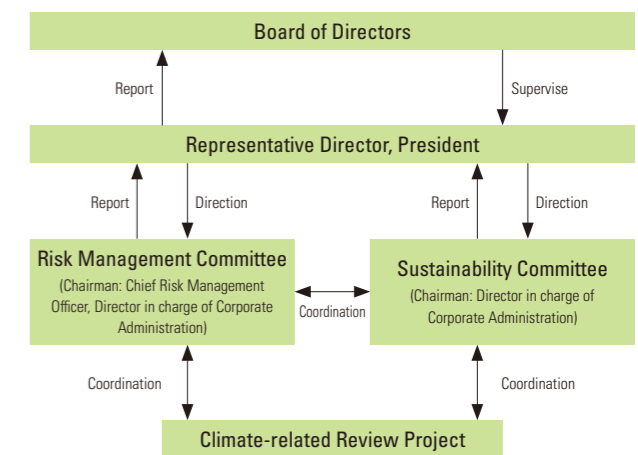 Board of Directors
Report
Supervise
Representative Director, President
Report
Direction
Report
Direction
Risk Management Committee
(Chairman: Chief Risk Management
Officer, Director in charge of Corporate
Administration)
Coordination
Sustainability Committee
(Chairman: Director in charge of
Corporate Administration)
Coordination
Coordination
Climate-related Review Project